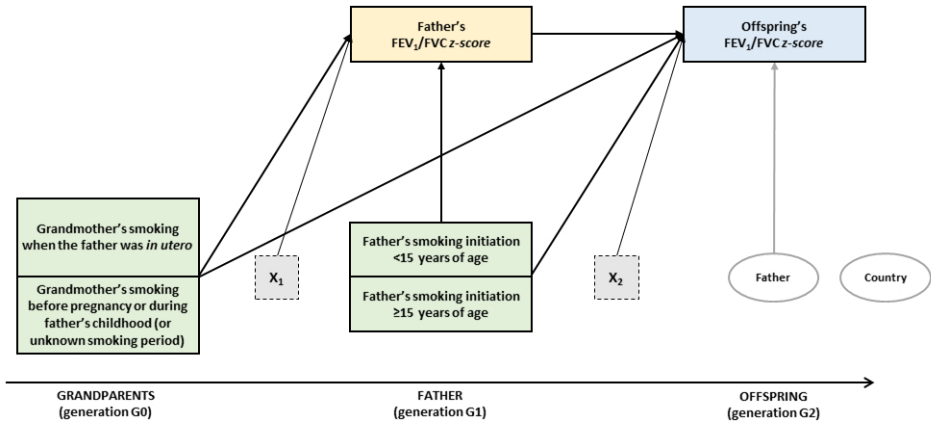 Father's
FEV₁/FVC z-score
Offspring's
FEV₁/FVC z-score
Grandmother's smoking
when the father was in utero
Grandmother's smoking
before pregnancy or during
father's childhood (or
unknown smoking period)
X₁
Father's smoking initiation
<15 years of age
Father's smoking initiation
≥15 years of age
X₂
Father
Country
GRANDPARENTS
(generation G0)
FATHER
(generation G1)
OFFSPRING
(generation G2)